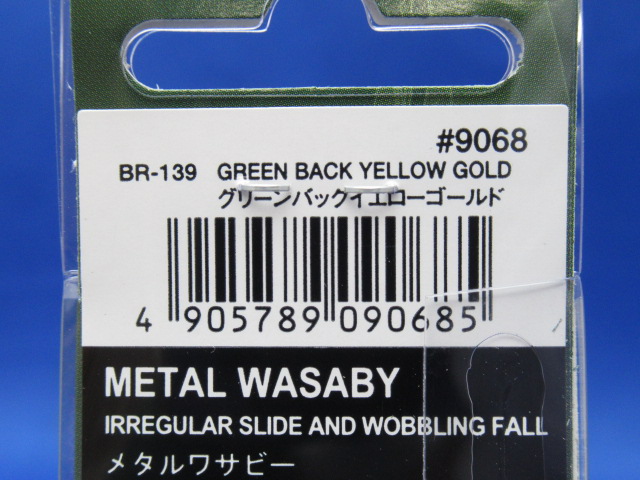 #9068
BR-139 GREEN BACK YELLOW GOLD
グリーンバックイエローゴールド
4 905789 090685
METAL WASABY
IRREGULAR SLIDE AND WOBBLING FALL
メタルワサビー